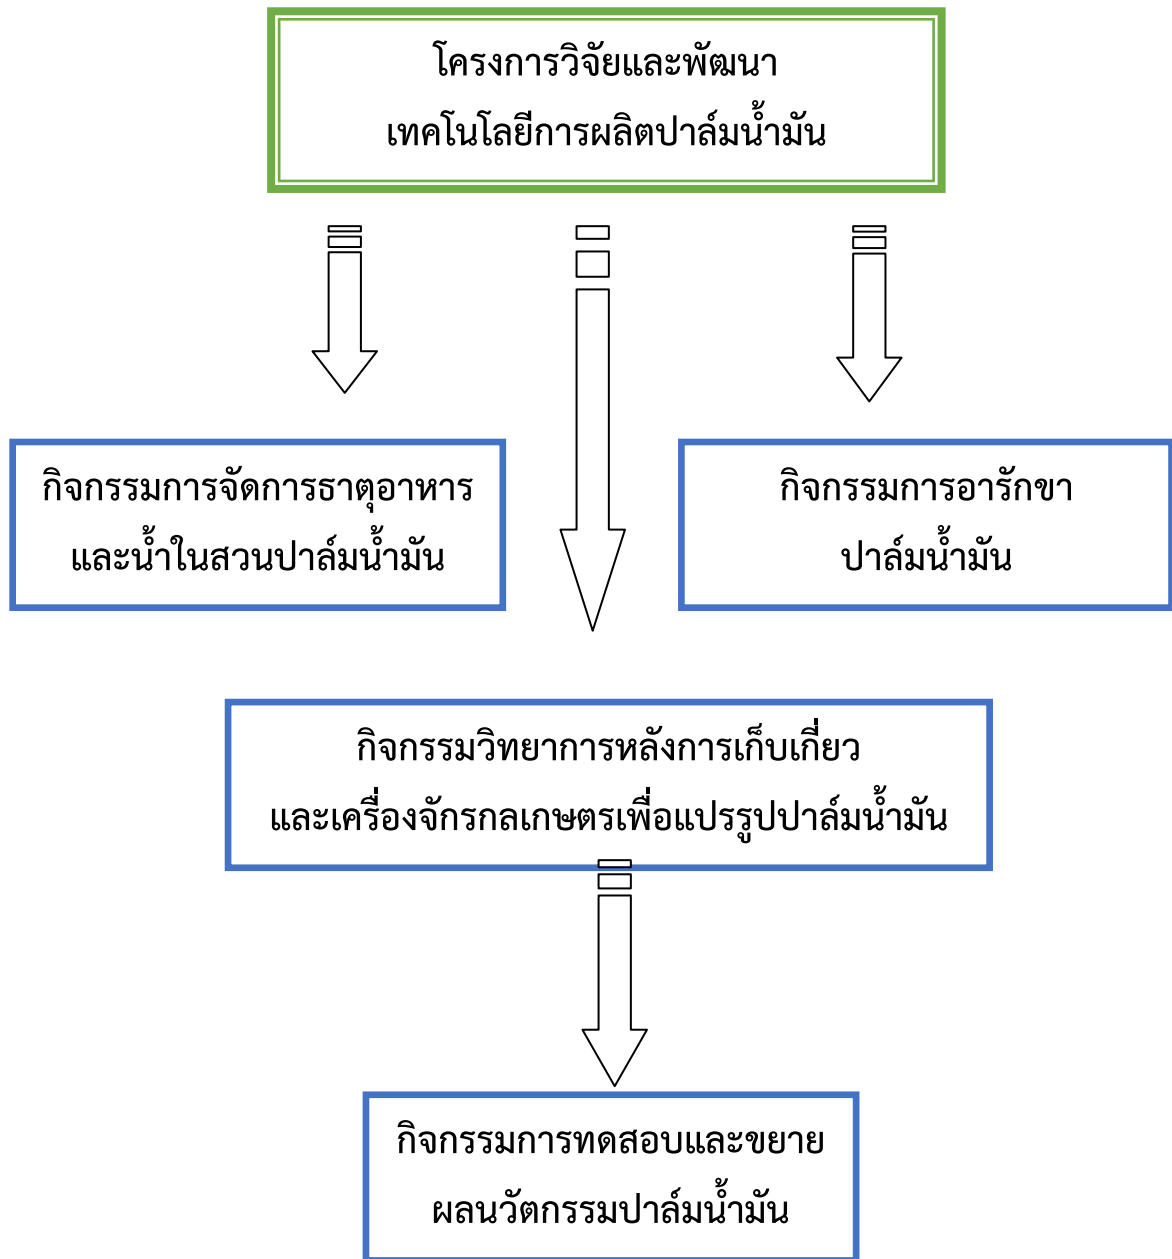 โครงการวิจัยและพัฒนา
เทคโนโลยีการผลิตปาล์มน้ำมัน
กิจกรรมการจัดการธาตุอาหาร
และน้ำในสวนปาล์มน้ำมัน
กิจกรรมการอารักขา
ปาล์มน้ำมัน
กิจกรรมวิทยาการหลังการเก็บเกี่ยว
และเครื่องจักรกลเกษตรเพื่อแปรรูปปาล์มน้ำมัน
กิจกรรมการทดสอบและขยาย
ผลนวัตกรรมปาล์มน้ำมัน